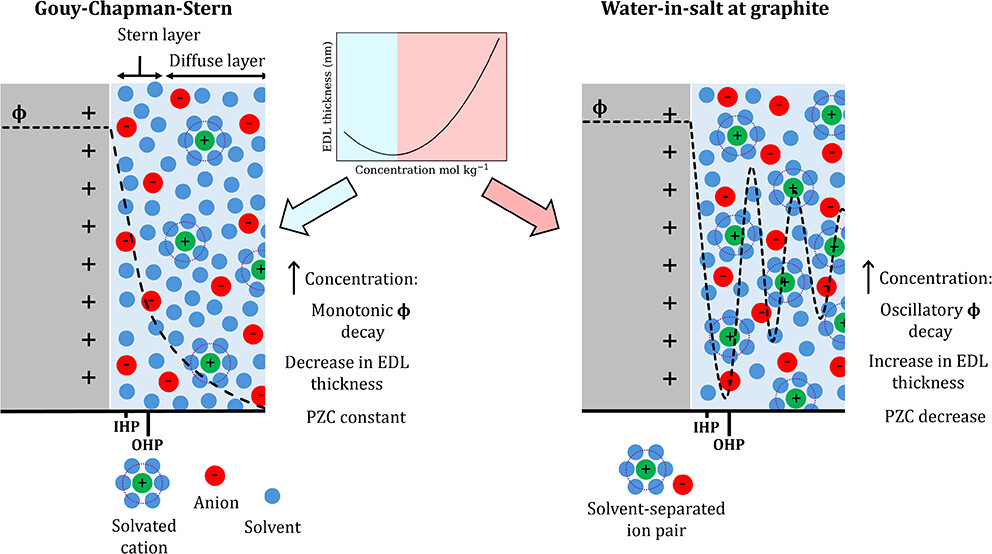 Gouy-Chapman-Stern
Stern layer
Diffuse layer
ϕ
+
+
+
+
+
+
+
+
-
-
-
-
-
-
-
-
-
-
-
-
+
+
+
+
IHP
OHP
+
Solvated
cation
-
Anion
Solvent
EDL thickness (nm)
Concentration mol kg⁻¹
↑ Concentration:
Monotonic ϕ
decay
Decrease in EDL
thickness
PZC constant
Water-in-salt at graphite
ϕ
+
+
+
+
+
+
+
+
-
-
-
-
-
-
-
-
-
-
-
-
-
+
+
+
+
+
+
+
+
+
IHP
OHP
+
-
Solvent-separated
ion pair
↑ Concentration:
Oscillatory ϕ
decay
Increase in EDL
thickness
PZC decrease